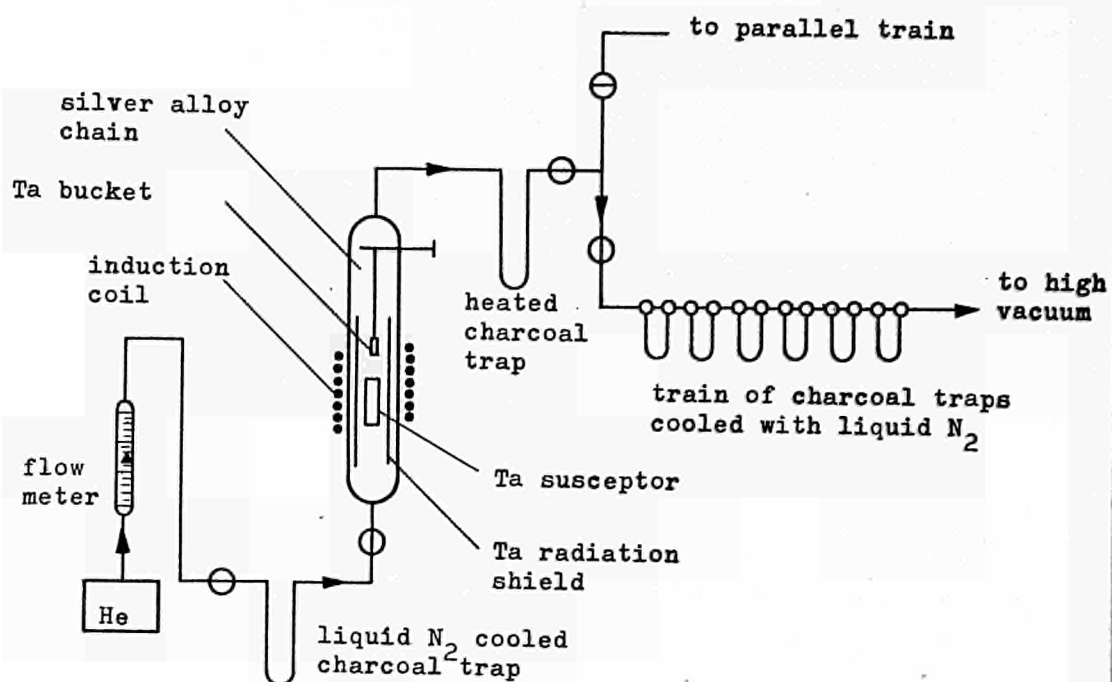 to parallel train
silver alloy
chain
Ta bucket
induction
coil
heated
charcoal
trap
to high
vacuum
train of charcoal traps
cooled with liquid N2
flow
meter
Ta susceptor
Ta radiation
shield
He
liquid N2 cooled
charcoal trap